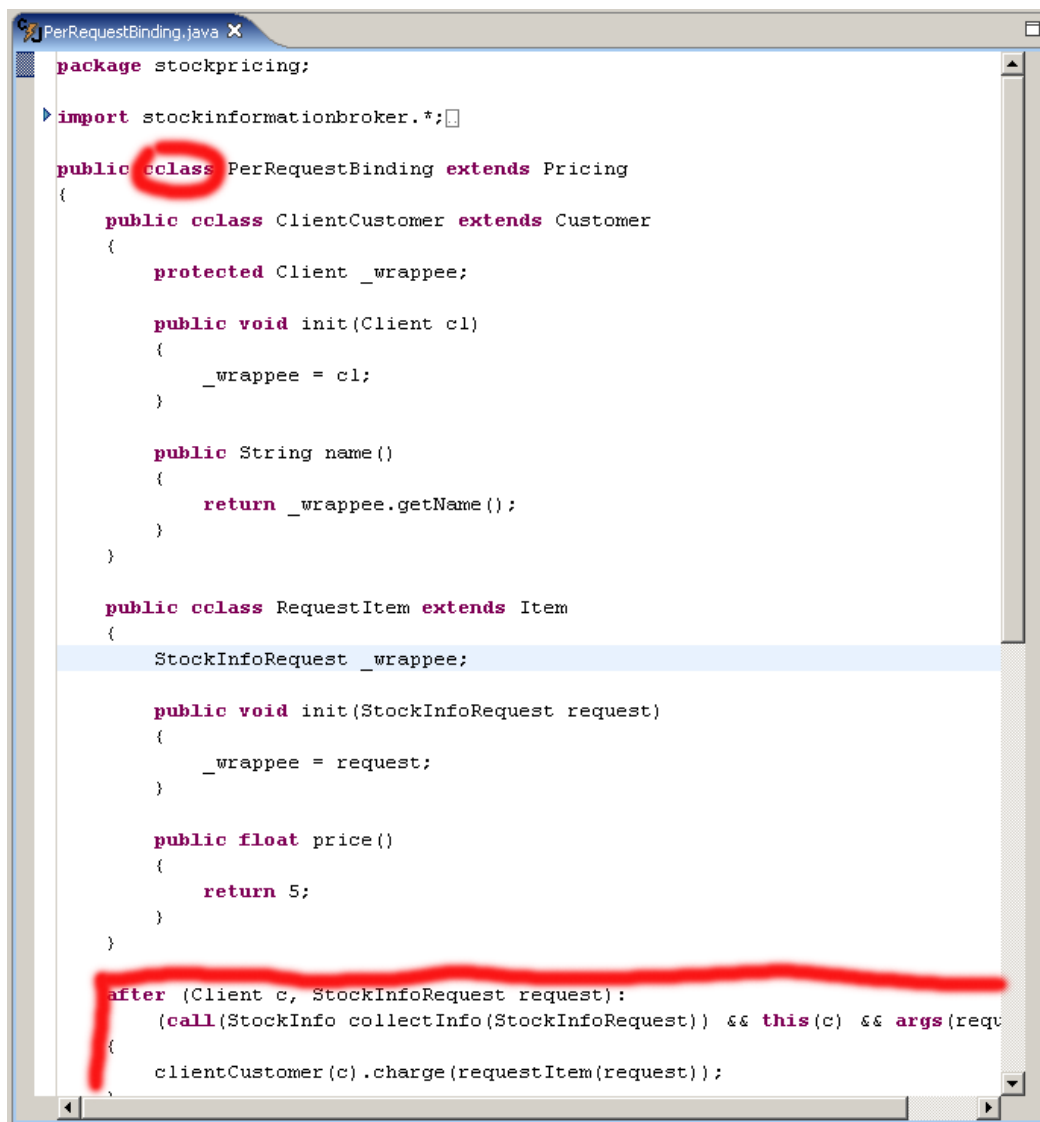 PerRequestBinding.java
package stockpricing;
import stockinformationbroker.*;
public cclass PerRequestBinding extends Pricing
{
public cclass ClientCustomer extends Customer
{
protected Client _wrappee;
public void init(Client cl)
{
_wrappee = cl;
}
public String name()
{
return _wrappee.getName();
}
}
public cclass RequestItem extends Item
{
StockInfoRequest _wrappee;
public void init(StockInfoRequest request)
{
_wrappee = request;
}
public float price()
{
return 5;
}
}
after (Client c, StockInfoRequest request):
(call(StockInfo collectInfo(StockInfoRequest)) && this(c) && args(requ
{
clientCustomer(c).charge(requestItem(request));